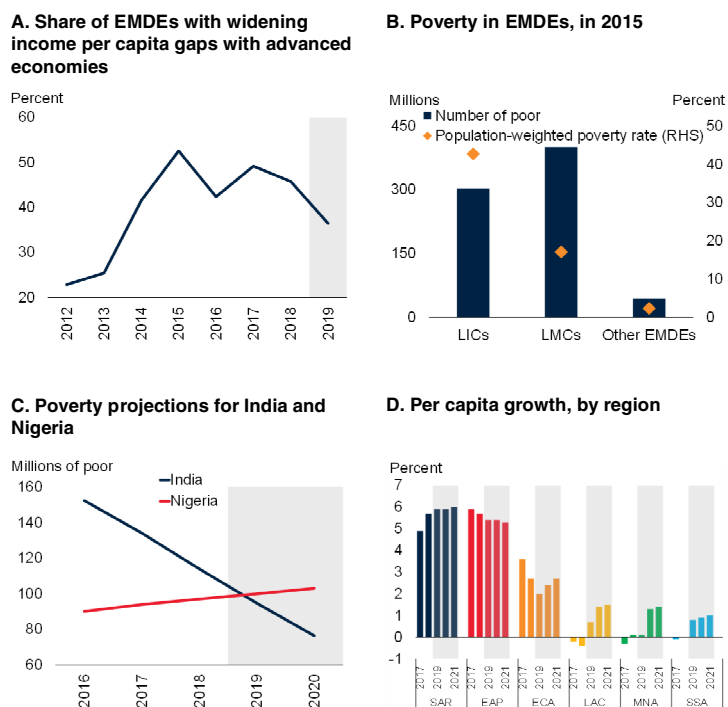 A. Share of EMDEs with widening
income per capita gaps with advanced
economies
Percent
60
50
40
30
20
2012
2013
2014
2015
2016
2017
2018
2019
B. Poverty in EMDEs, in 2015
Millions
Percent
Number of poor
Population-weighted poverty rate (RHS)
450
300
150
0
50
40
30
20
10
0
LICs
LMCs
Other EMDEs
C. Poverty projections for India and
Nigeria
Millions of poor
India
Nigeria
160
140
120
100
80
60
2016
2017
2018
2019
2020
D. Per capita growth, by region
Percent
7
6
5
4
3
2
1
0
-1
2017
2019
2021
2017
2019
2021
2017
2019
2021
2017
2019
2021
2017
2019
2021
2017
2019
2021
SAR
EAP
ECA
LAC
MNA
SSA